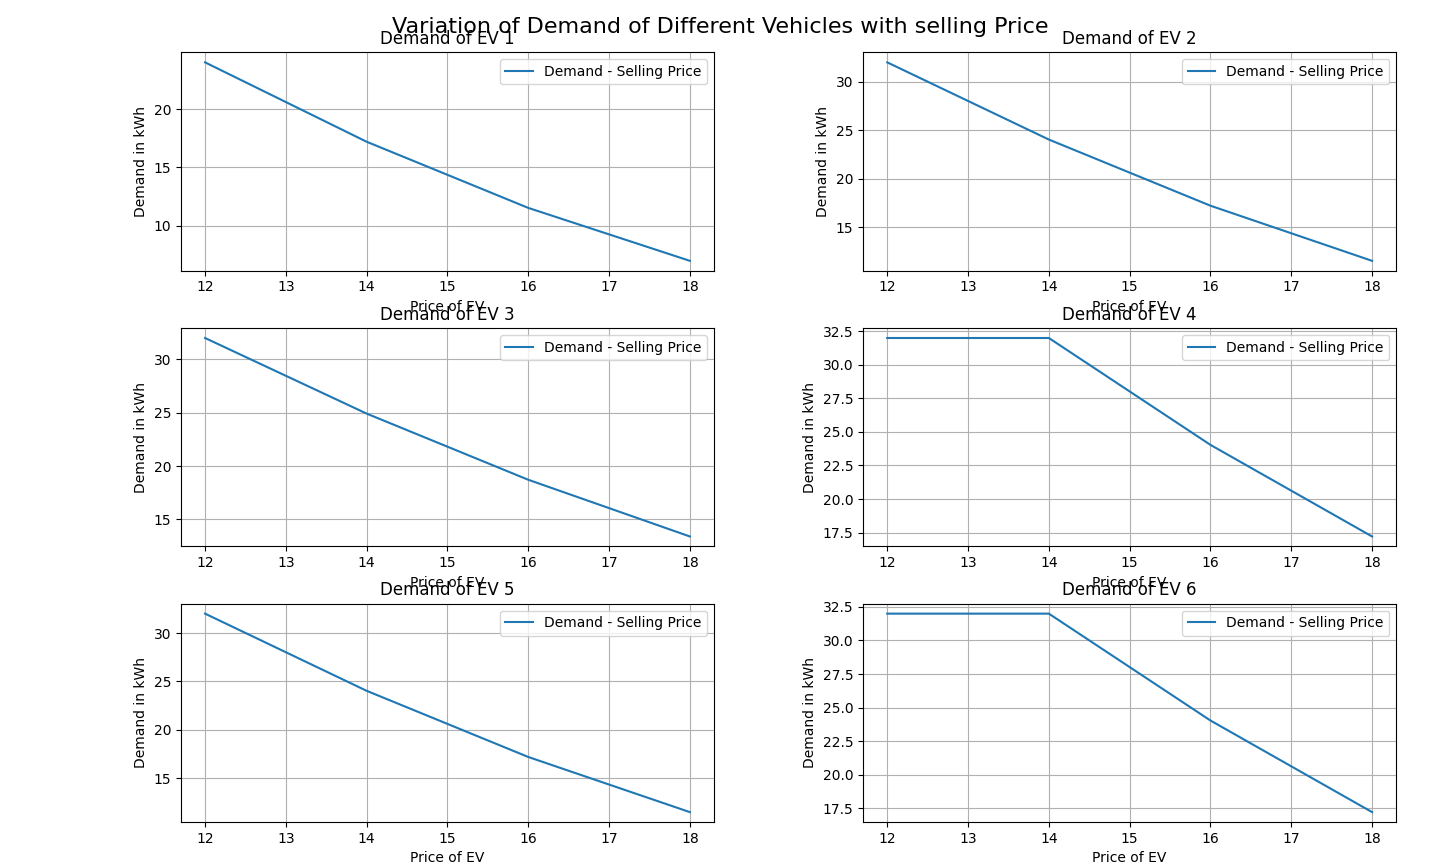 Variation of Demand of Different Vehicles with selling Price
Demand of EV 1
Demand in kWh
20
15
10
Demand - Selling Price
12 13 14 15 16 17 18
Price of EV
Demand of EV 2
Demand in kWh
30
25
20
15
Demand - Selling Price
12 13 14 15 16 17 18
Price of EV
Demand of EV 3
Demand in kWh
30
25
20
15
Demand - Selling Price
12 13 14 15 16 17 18
Price of EV
Demand of EV 4
Demand in kWh
32.5
30.0
27.5
25.0
22.5
20.0
17.5
Demand - Selling Price
12 13 14 15 16 17 18
Price of EV
Demand of EV 5
Demand in kWh
30
25
20
15
Demand - Selling Price
12 13 14 15 16 17 18
Price of EV
Demand of EV 6
Demand in kWh
32.5
30.0
27.5
25.0
22.5
20.0
17.5
Demand - Selling Price
12 13 14 15 16 17 18
Price of EV